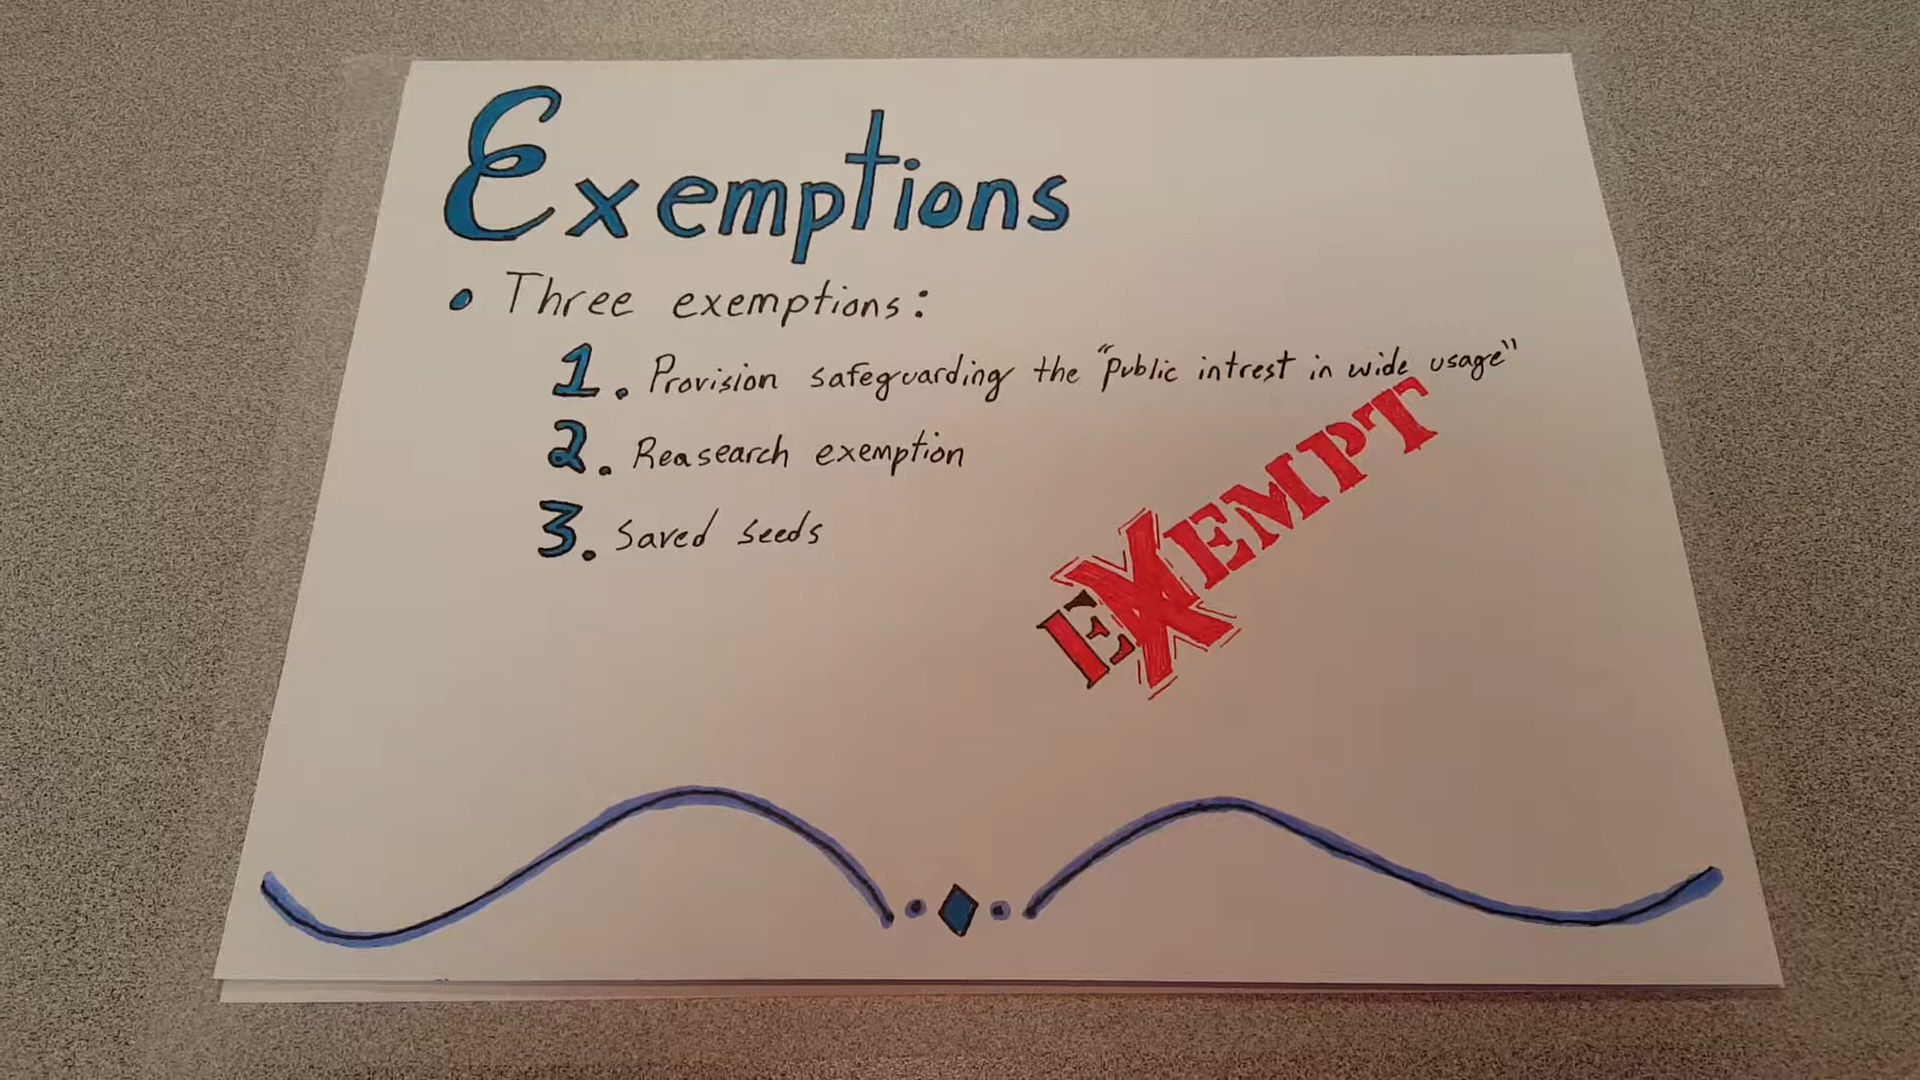 Exemptions
• Three exemptions:
1. Provision safeguarding the "public intrest in wide usage"
2. Reasearch exemption
3. Saved seeds
EXEMPT